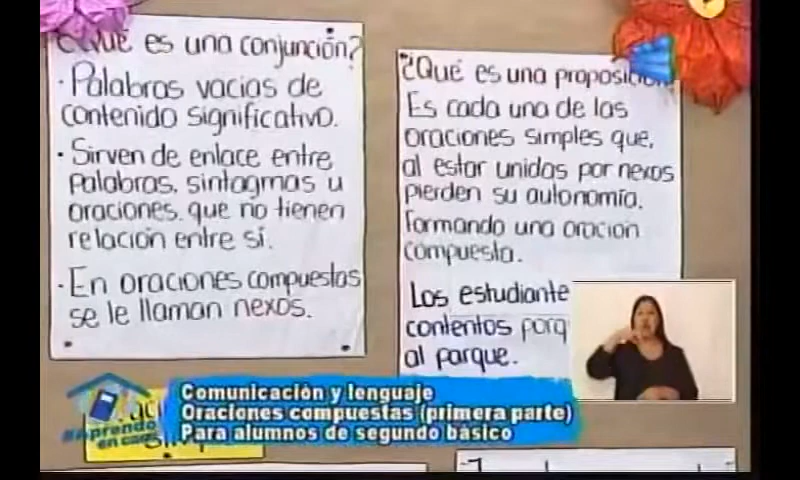 ¿Qué es una conjunción?
· Palabras vacias de
contenido significativo.
· Sirven de enlace entre
palabras, sintagmas u
oraciones, que no tienen
relación entre sí.
· En oraciones compuestas
se le llaman nexos.
¿Qué es una proposición
Es cada una de las
oraciones simples que,
al estar unidas por nexos
pierden su autonomía.
Formando una oración
compuesta.
Los estudiante
contentos porq
al parque.
#Aprendo
en casa
Comunicación y lenguaje
Oraciones compuestas (primera parte)
Para alumnos de segundo básico